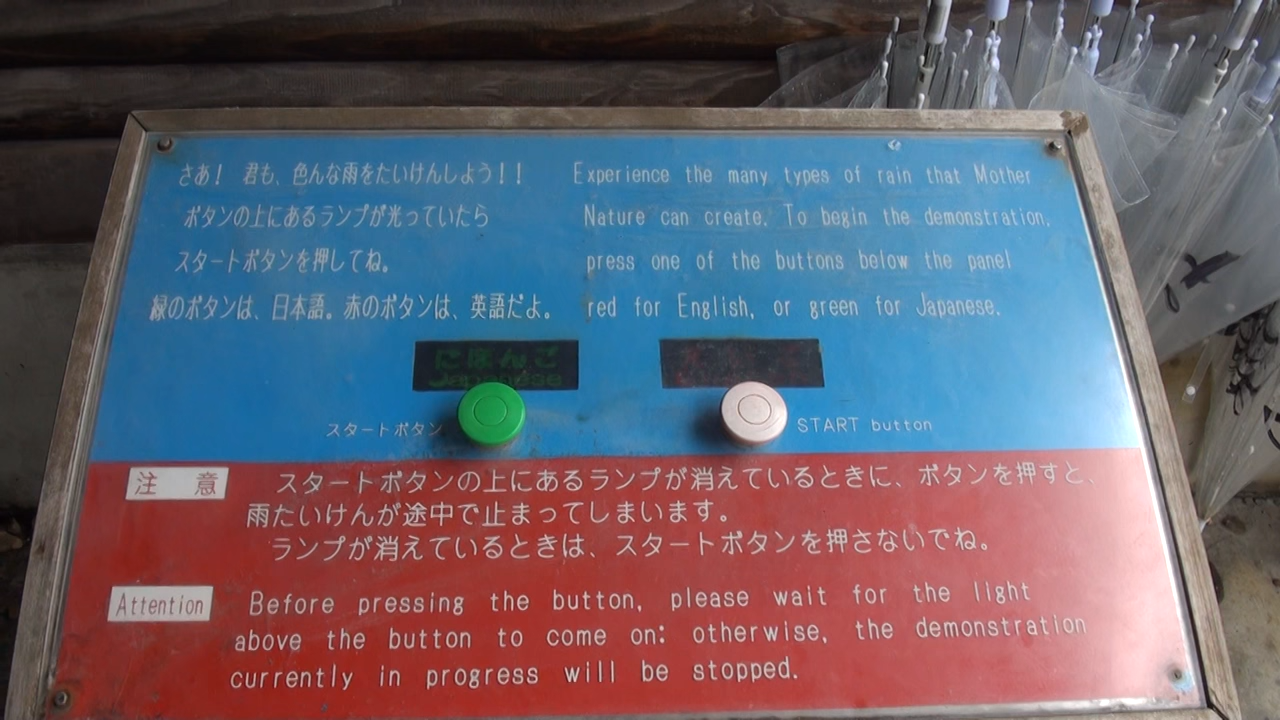 さあ！ 君も、色んな雨をたいけんしよう！！
ボタンの上にあるランプが光っていたら
スタートボタンを押してね。
緑のボタンは、日本語。赤のボタンは、英語だよ。
Experience the many types of rain that Mother
Nature can create. To begin the demonstration,
press one of the buttons below the panel
red for English, or green for Japanese.
にほんご
Japanese
スタートボタン
START button
注 意
スタートボタンの上にあるランプが消えているときに、ボタンを押すと、
雨たいけんが途中で止まってしまいます。
ランプが消えているときは、スタートボタンを押さないでね。
Attention
Before pressing the button, please wait for the light
above the button to come on: otherwise, the demonstration
currently in progress will be stopped.